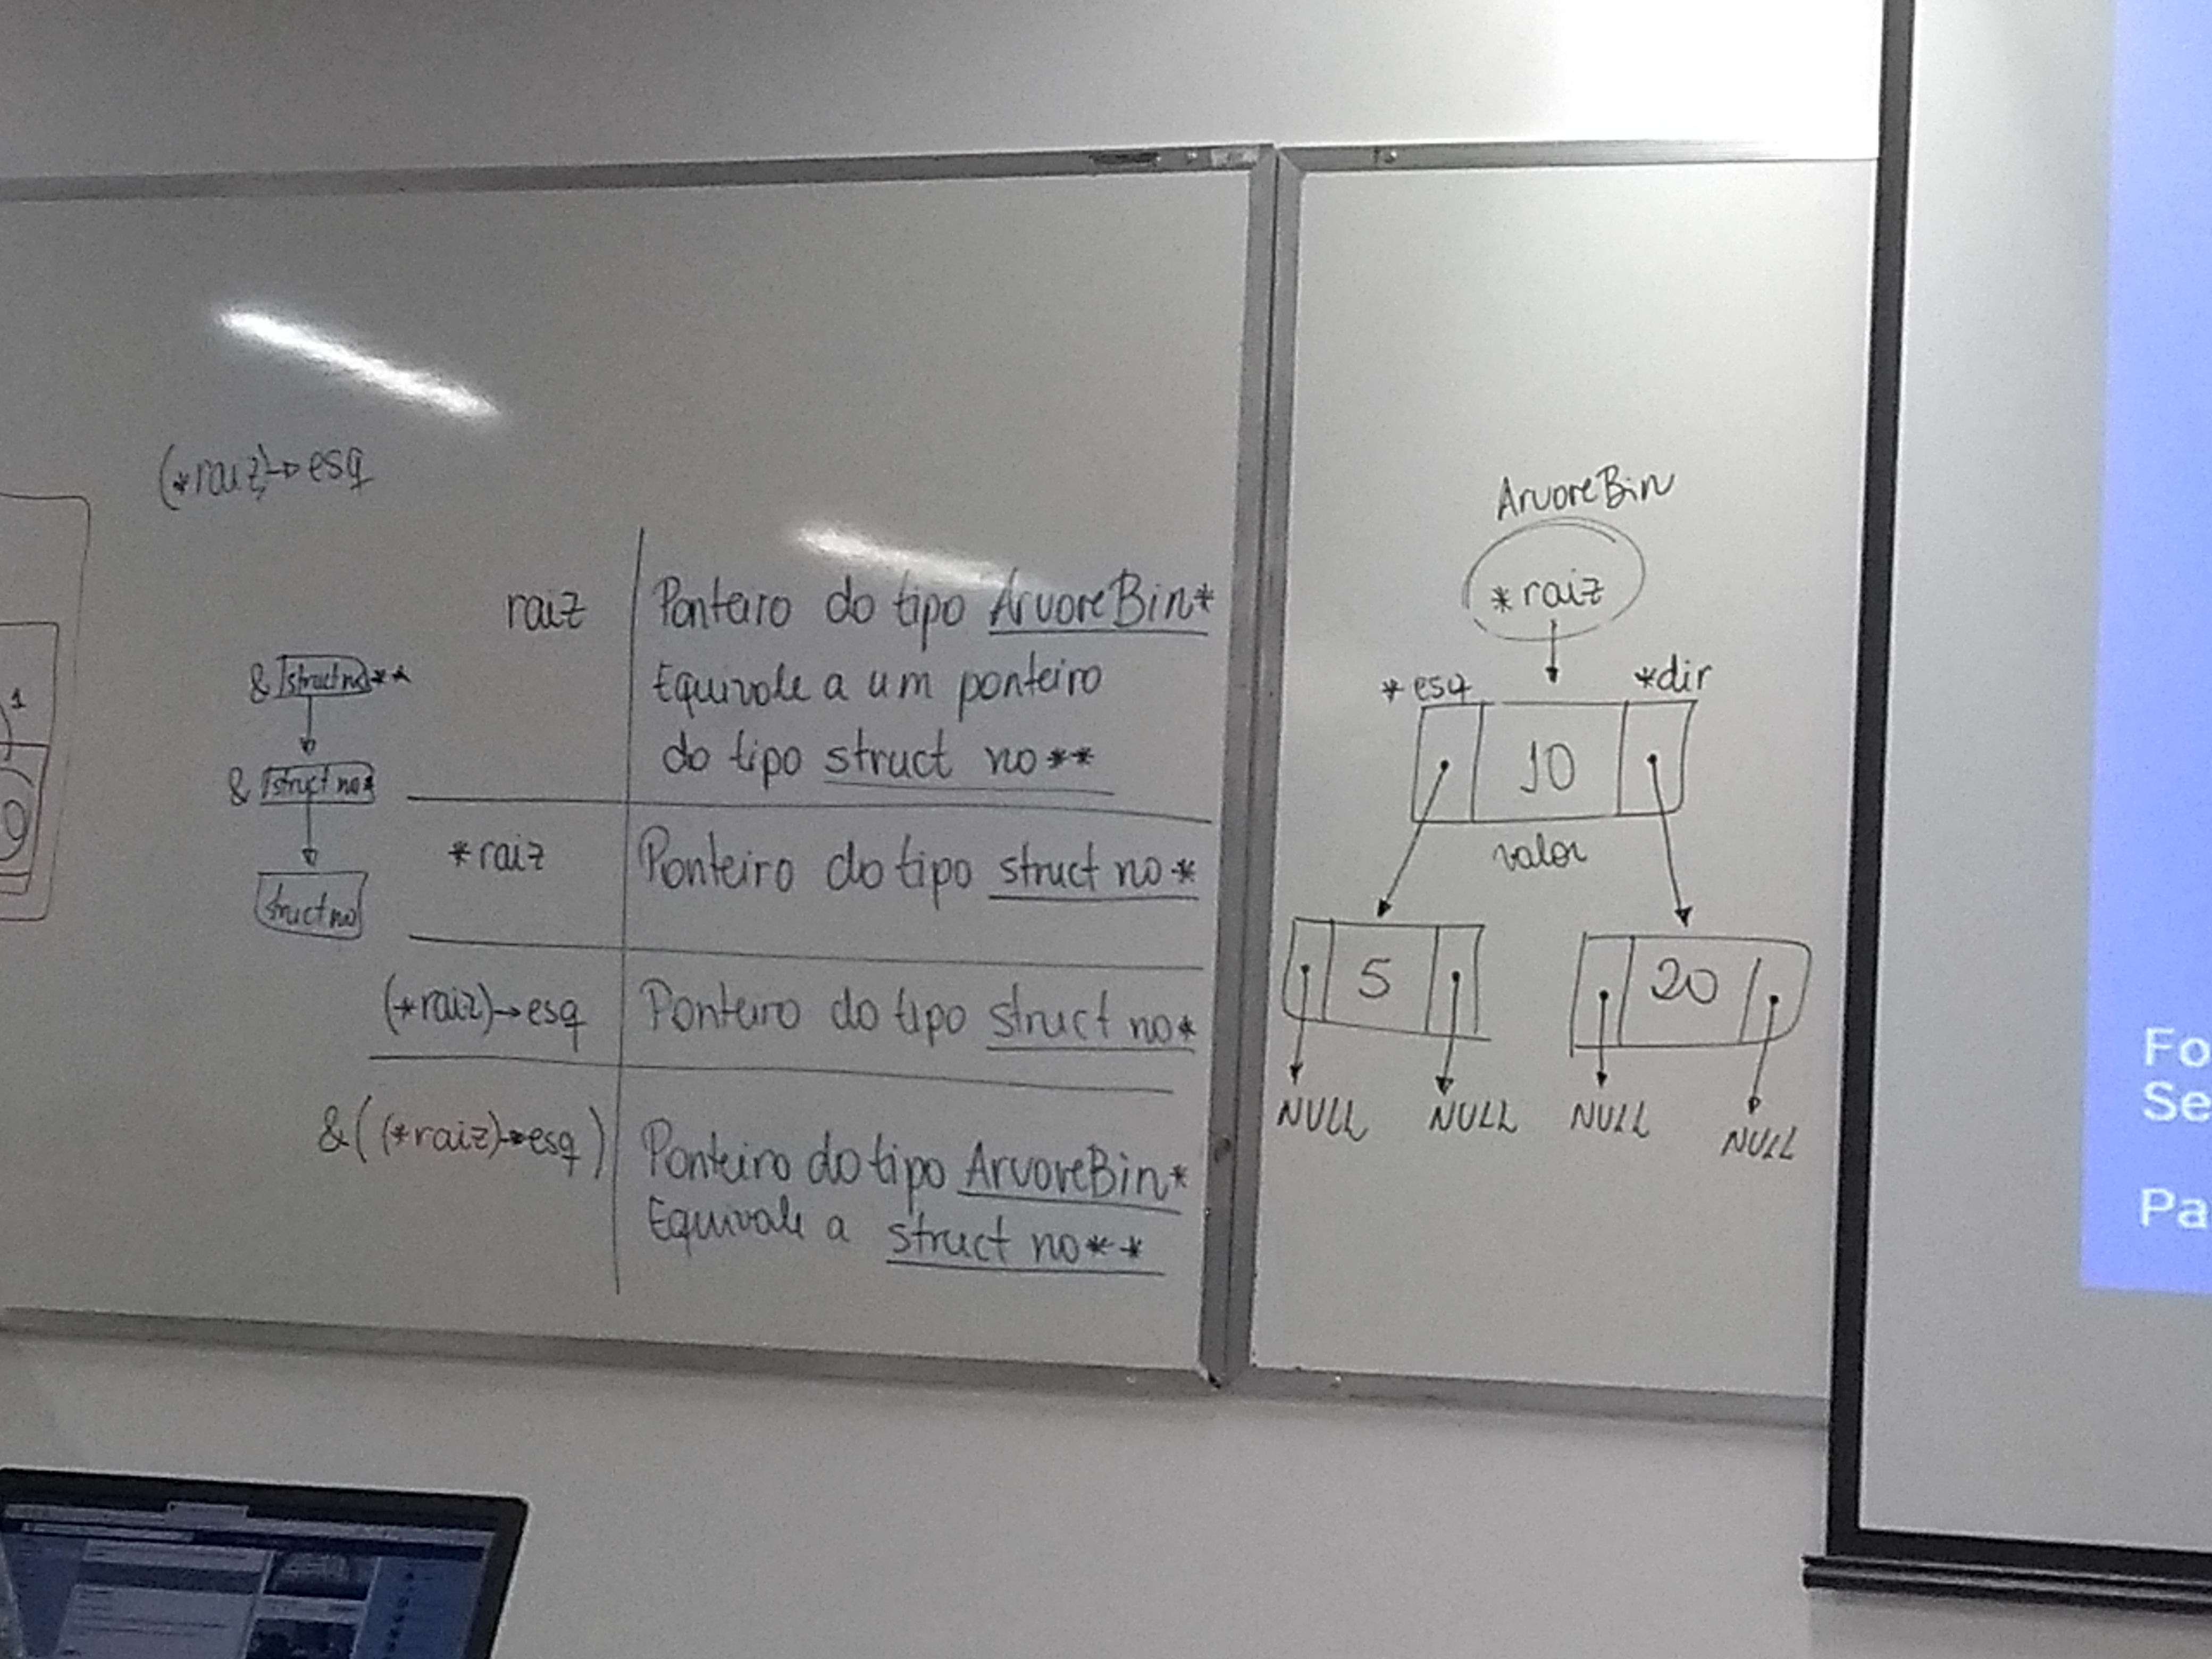 (*raiz)→esq
& struct no**
& struct no*
struct no
raiz
Ponteiro do tipo ArvoreBin*
Equivale a um ponteiro
do tipo struct no**
*raiz
Ponteiro do tipo struct no*
(*raiz)→esq
Ponteiro do tipo struct no*
&((*raiz)→esq)
Ponteiro do tipo ArvoreBin*
Equivale a struct no**
1
ArvoreBin
*raiz
*esq
*dir
10
valor
5
20
NULL
NULL
NULL
NULL
Fo
Se
Pa